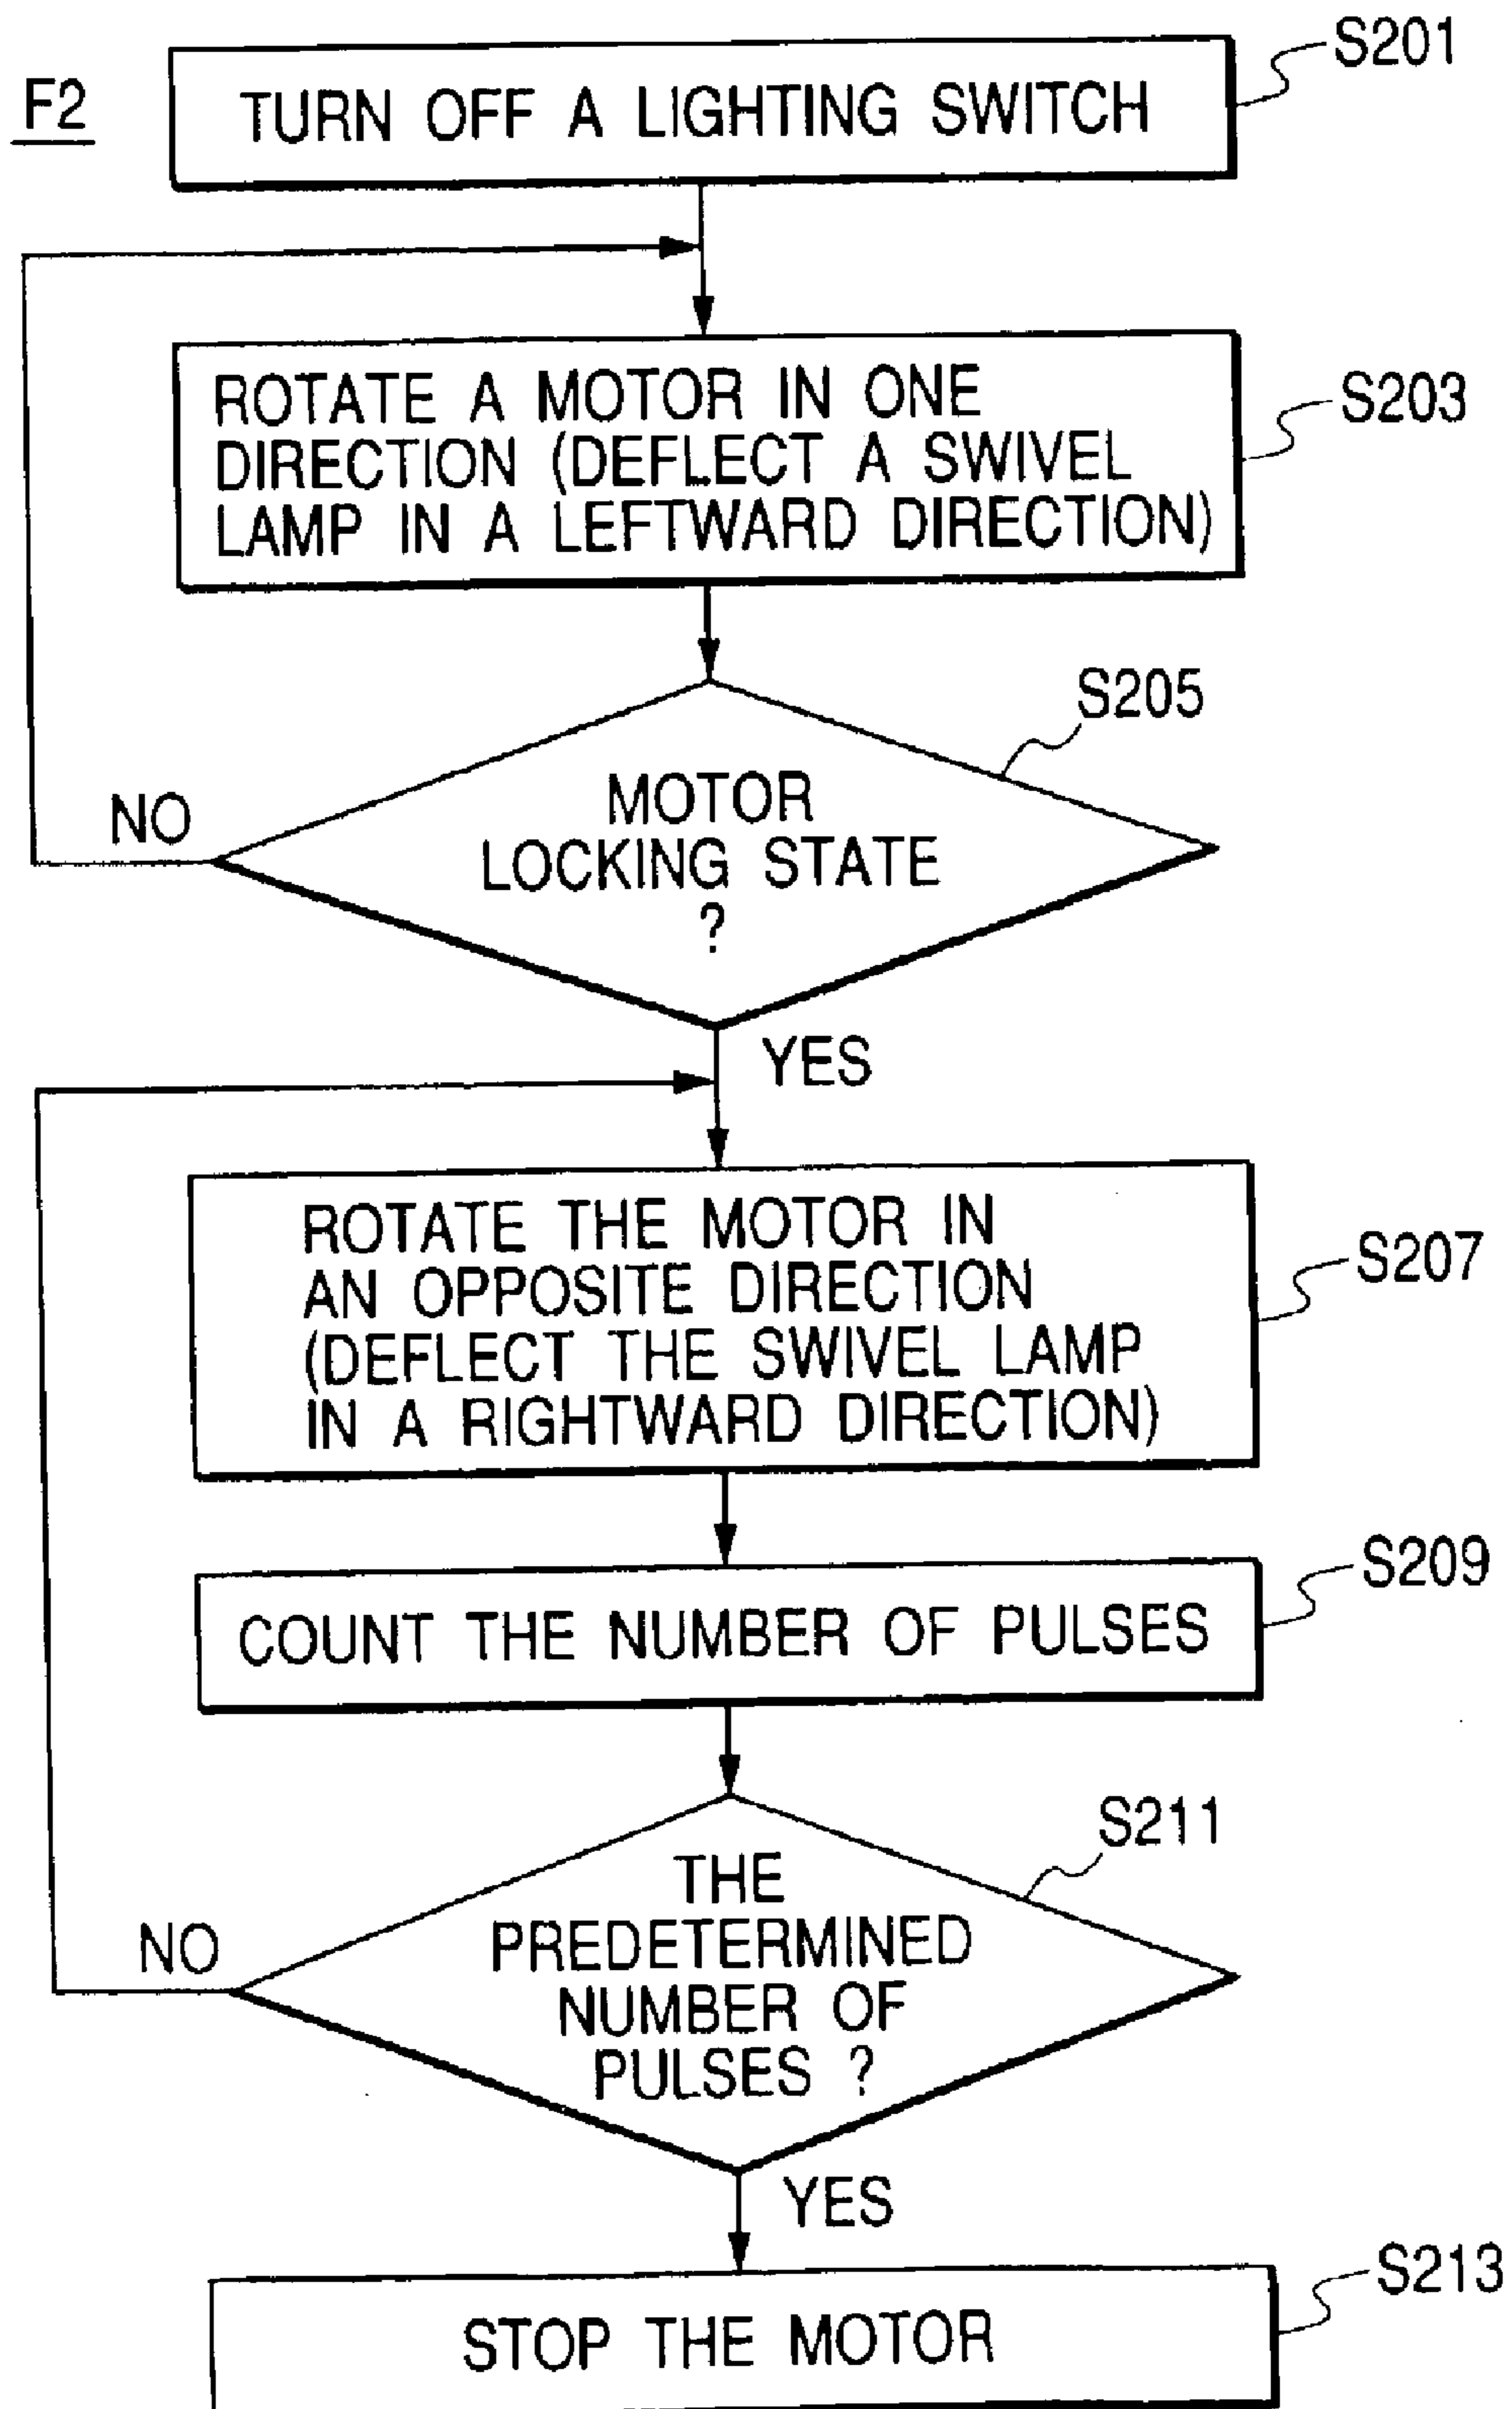 F2
TURN OFF A LIGHTING SWITCH
S201
ROTATE A MOTOR IN ONE
DIRECTION (DEFLECT A SWIVEL
LAMP IN A LEFTWARD DIRECTION)
S203
S205
MOTOR
LOCKING STATE
?
NO
YES
ROTATE THE MOTOR IN
AN OPPOSITE DIRECTION
(DEFLECT THE SWIVEL LAMP
IN A RIGHTWARD DIRECTION)
S207
COUNT THE NUMBER OF PULSES
S209
S211
THE
PREDETERMINED
NUMBER OF
PULSES ?
NO
YES
STOP THE MOTOR
S213